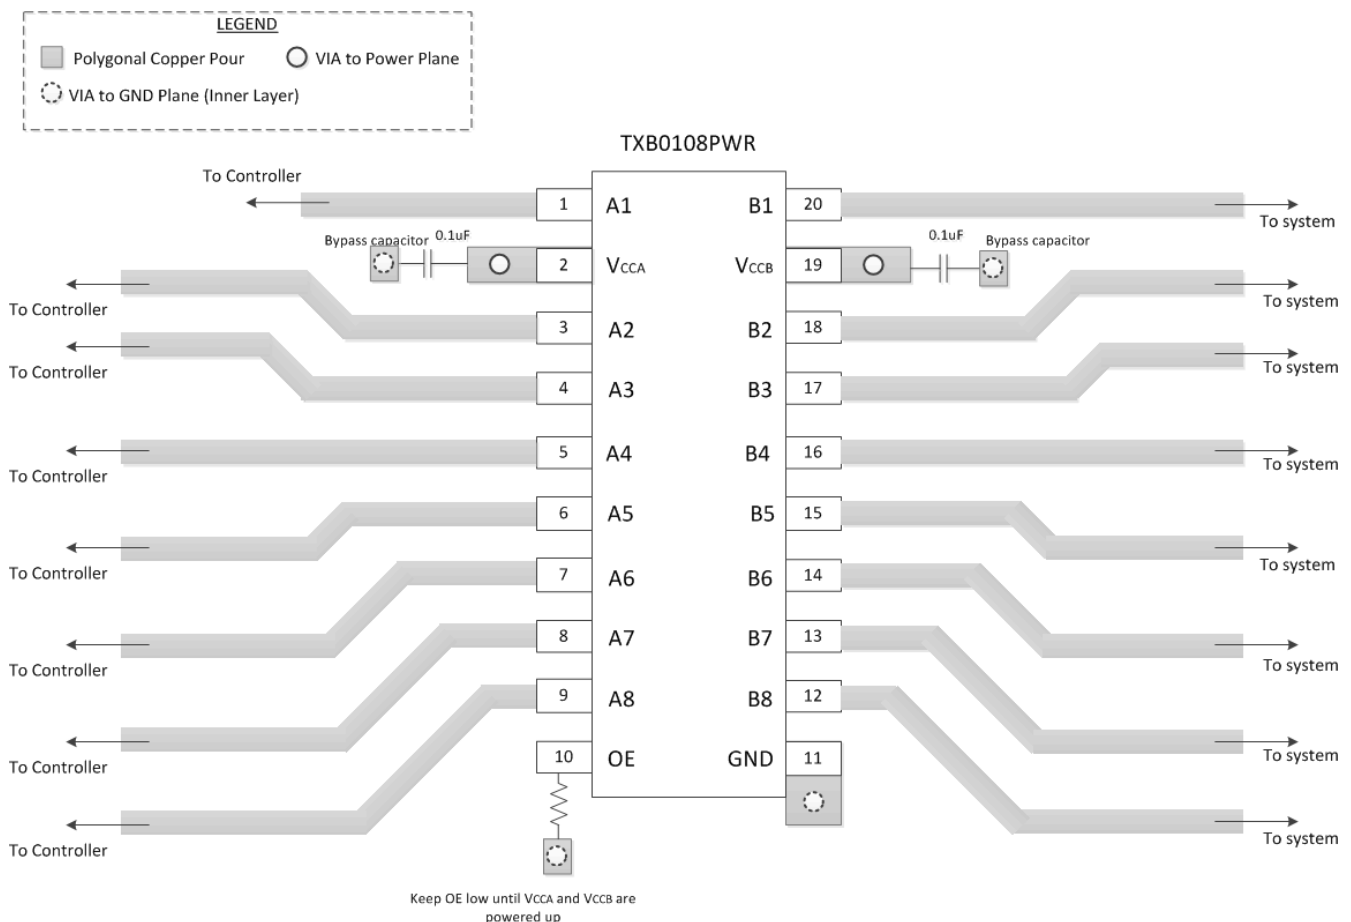 LEGEND
Polygonal Copper Pour
VIA to Power Plane
VIA to GND Plane (Inner Layer)
TXB0108PWR
To Controller
1 A1 B1 20
To system
Bypass capacitor 0.1uF
2 VCCA VCCB 19
0.1uF Bypass capacitor
To Controller
3 A2 B2 18
To system
To Controller
4 A3 B3 17
To system
5 A4 B4 16
To Controller
To system
6 A5 B5 15
To Controller
To system
7 A6 B6 14
To Controller
To system
8 A7 B7 13
To Controller
To system
9 A8 B8 12
To Controller
To system
10 OE GND 11
Keep OE low until VCCA and VCCB are
powered up